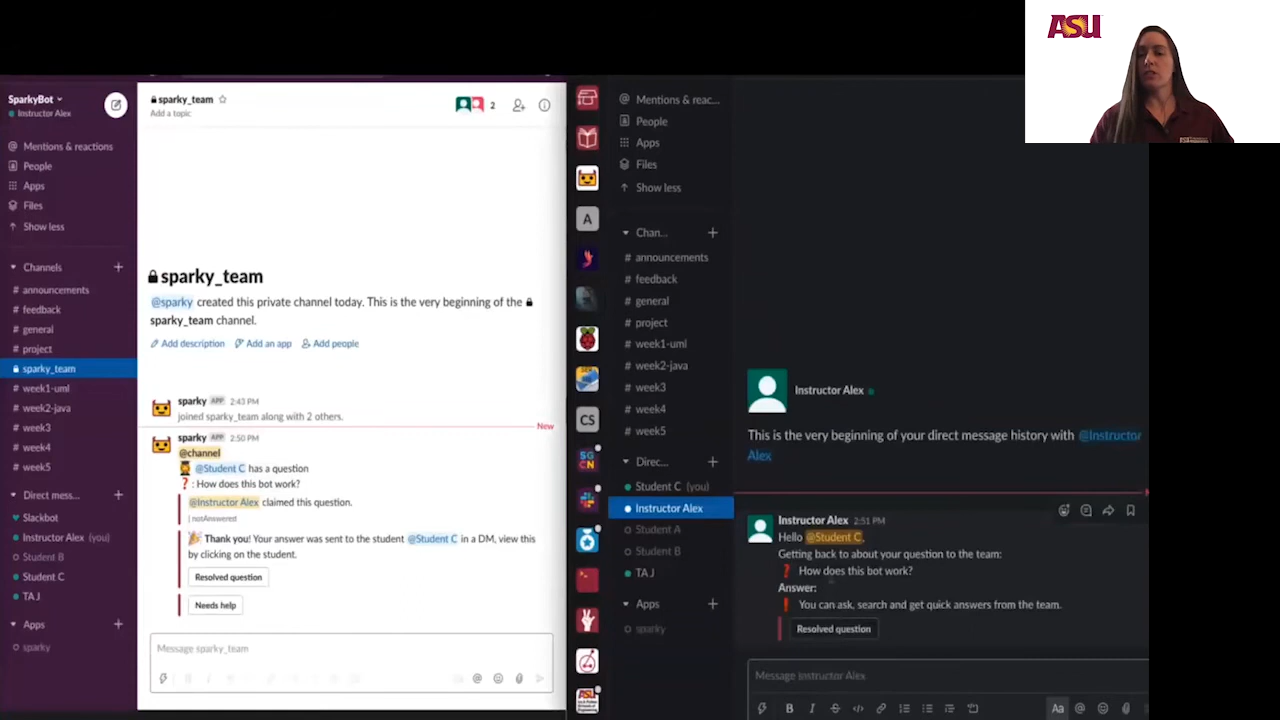 ASU
SparkyBot
Instructor Alex
Mentions & reactions
People
Apps
Files
Show less
Channels
# announcements
# feedback
# general
# project
sparky_team
# week1-uml
# week2-java
# week3
# week4
# week5
Direct mess...
Slackbot
Instructor Alex (you)
Student B
Student C
TA J
Apps
sparky
sparky_team
Add a topic
2
sparky_team
@sparky created this private channel today. This is the very beginning of the
sparky_team channel.
Add description Add an app Add people
sparky APP 2:43 PM
joined sparky_team along with 2 others.
New
sparky APP 2:50 PM
@channel
@Student C has a question
: How does this bot work?
@Instructor Alex claimed this question.
| notAnswered
Thank you! Your answer was sent to the student @Student C in a DM, view this
by clicking on the student.
Resolved question
Needs help
Message sparky_team
A
CS
SG
CN
ASU
Mentions & reac...
People
Apps
Files
Show less
Chan...
# announcements
# feedback
# general
# project
# week1-uml
# week2-java
# week3
# week4
# week5
Direc...
Student C (you)
Instructor Alex
Student A
Student B
TA J
Apps
sparky
Instructor Alex
This is the very beginning of your direct message history with @Instructor
Alex
Instructor Alex 2:51 PM
Hello @Student C,
Getting back to about your question to the team:
How does this bot work?
Answer:
You can ask, search and get quick answers from the team.
Resolved question
Message Instructor Alex
B I S
Aa